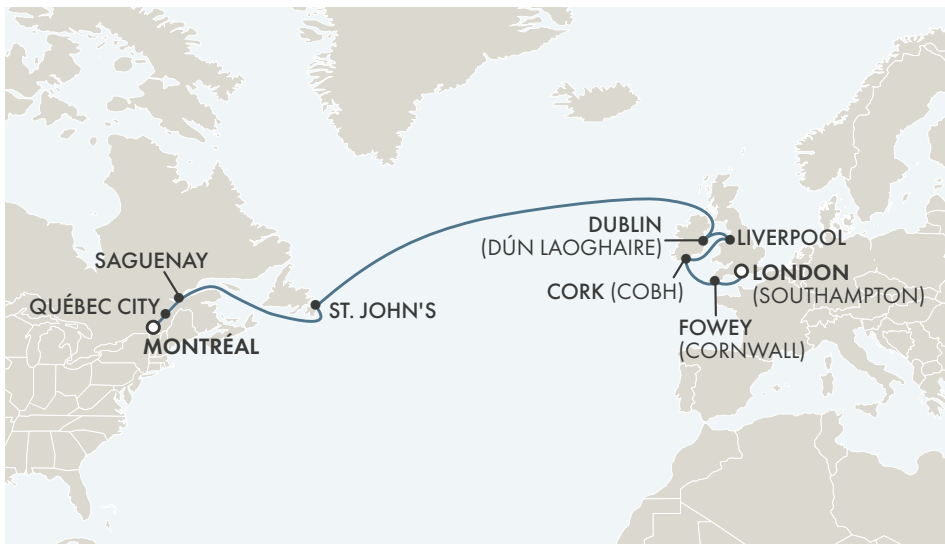 SAGUENAY
QUÉBEC CITY
MONTRÉAL
ST. JOHN'S
DUBLIN
(DÚN LAOGHAIRE)
LIVERPOOL
CORK (COBH)
LONDON
(SOUTHAMPTON)
FOWEY
(CORNWALL)